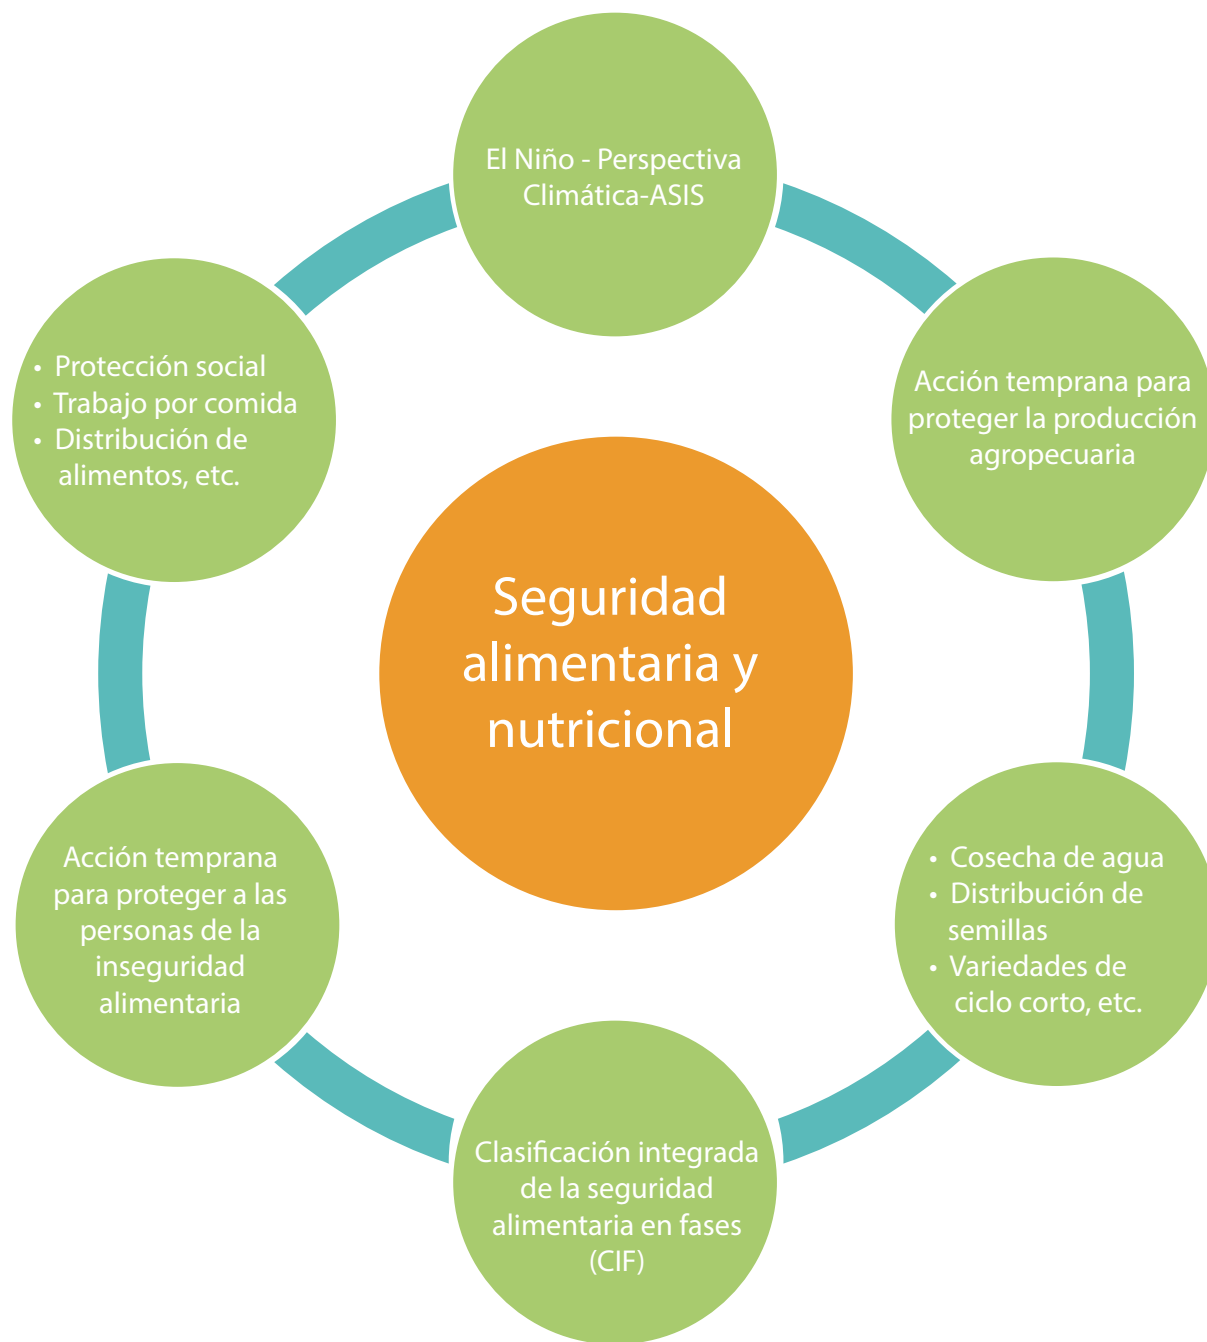 El Niño - Perspectiva
Climática-ASIS
Acción temprana para
proteger la producción
agropecuaria
• Cosecha de agua
• Distribución de
semillas
• Variedades de
ciclo corto, etc.
Clasificación integrada
de la seguridad
alimentaria en fases
(CIF)
Acción temprana
para proteger a las
personas de la
inseguridad
alimentaria
• Protección social
• Trabajo por comida
• Distribución de
alimentos, etc.
Seguridad
alimentaria y
nutricional